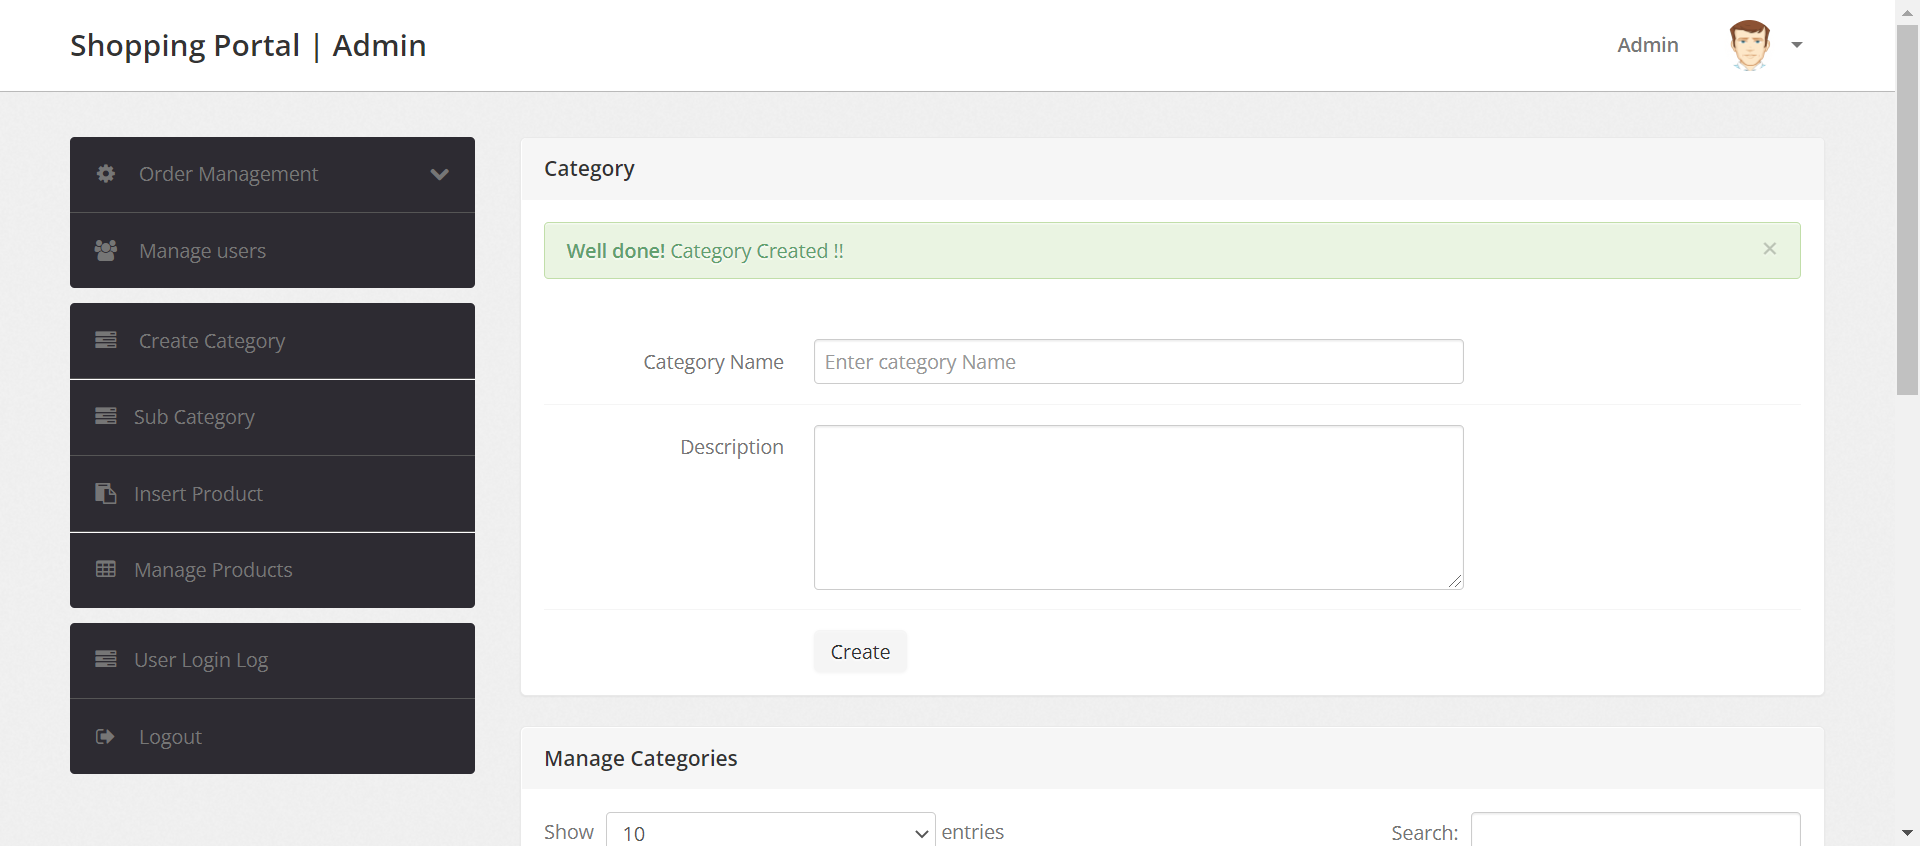 Shopping Portal | Admin
Admin
Order Management
Manage users
Create Category
Sub Category
Insert Product
Manage Products
User Login Log
Logout
Category
Well done! Category Created !!
×
Category Name
Enter category Name
Description
Create
Manage Categories
Show 10 entries
Search: